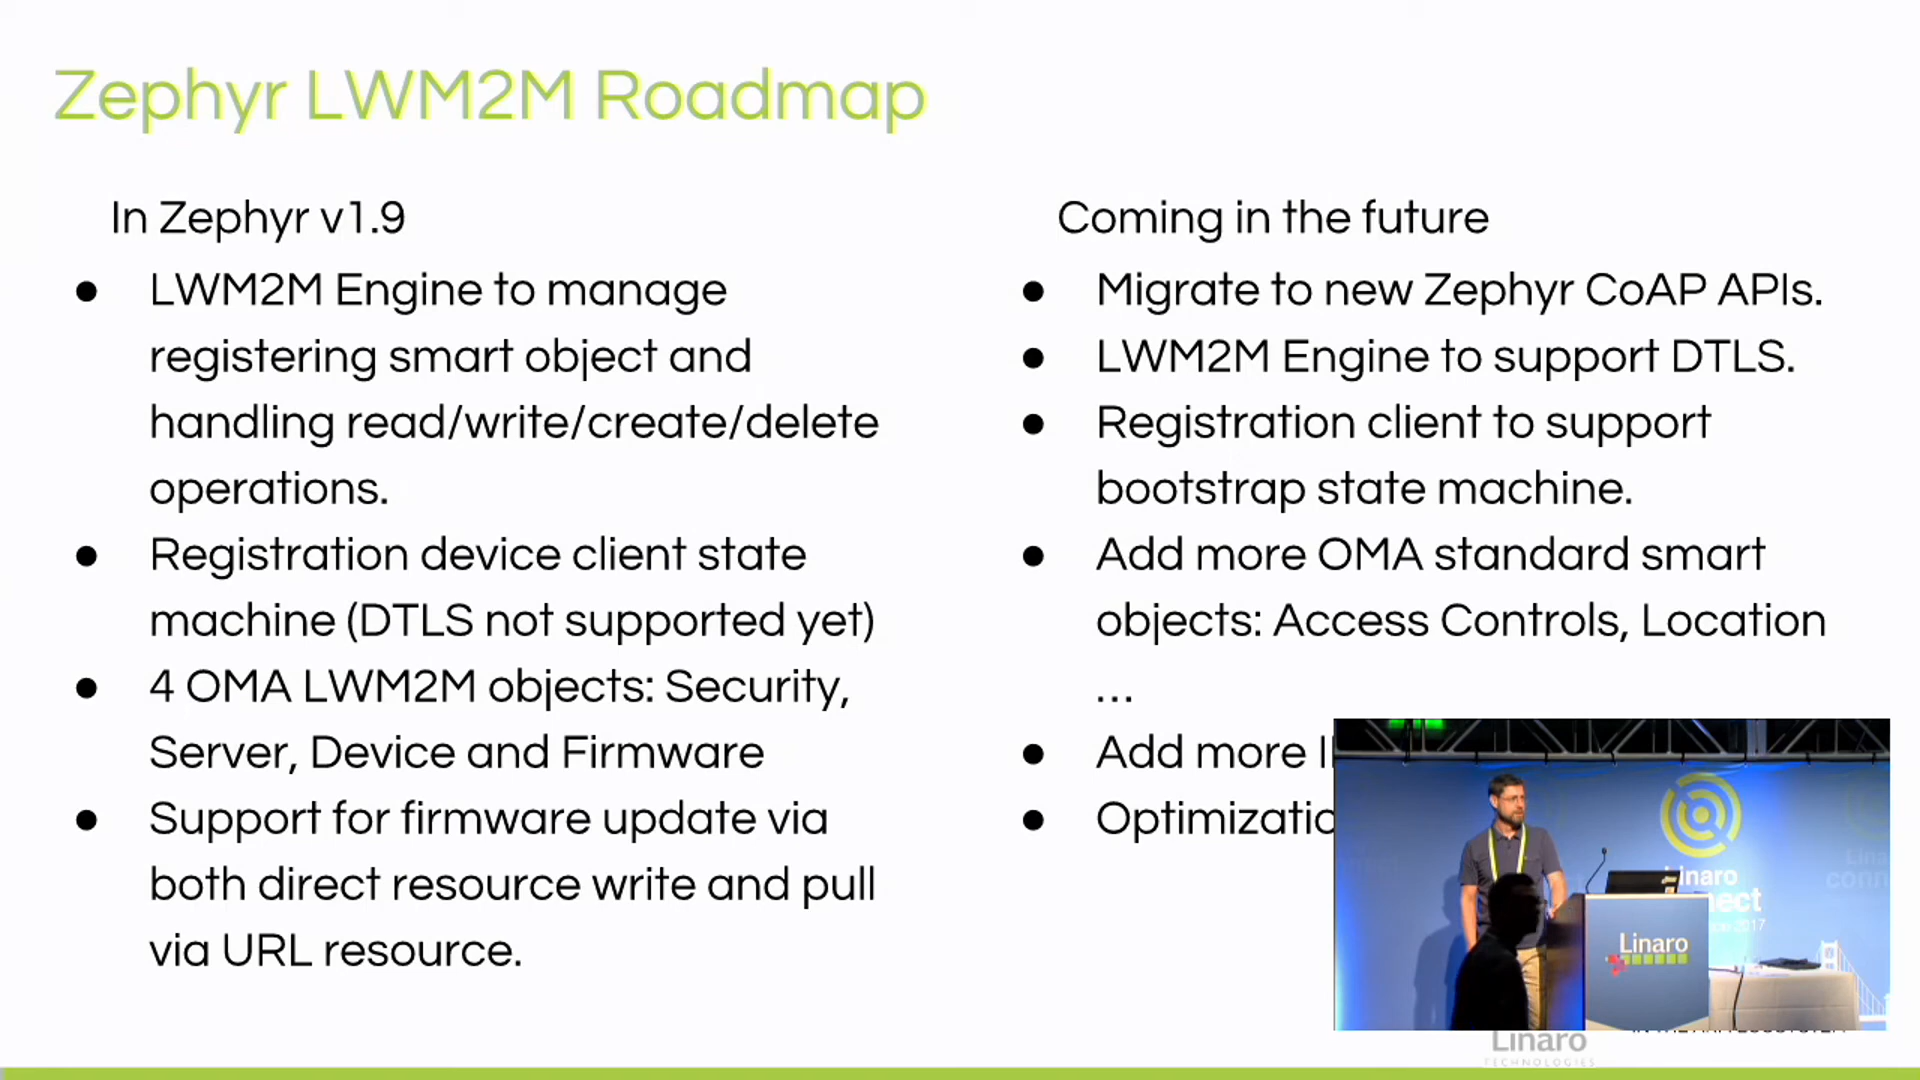 Zephyr LWM2M Roadmap
In Zephyr v1.9
● LWM2M Engine to manage
registering smart object and
handling read/write/create/delete
operations.
● Registration device client state
machine (DTLS not supported yet)
● 4 OMA LWM2M objects: Security,
Server, Device and Firmware
● Support for firmware update via
both direct resource write and pull
via URL resource.
Coming in the future
● Migrate to new Zephyr CoAP APIs.
● LWM2M Engine to support DTLS.
● Registration client to support
bootstrap state machine.
● Add more OMA standard smart
objects: Access Controls, Location
...
● Add more
●
Linaro
2017
Linaro
Linaro
TECHNOLOGIES